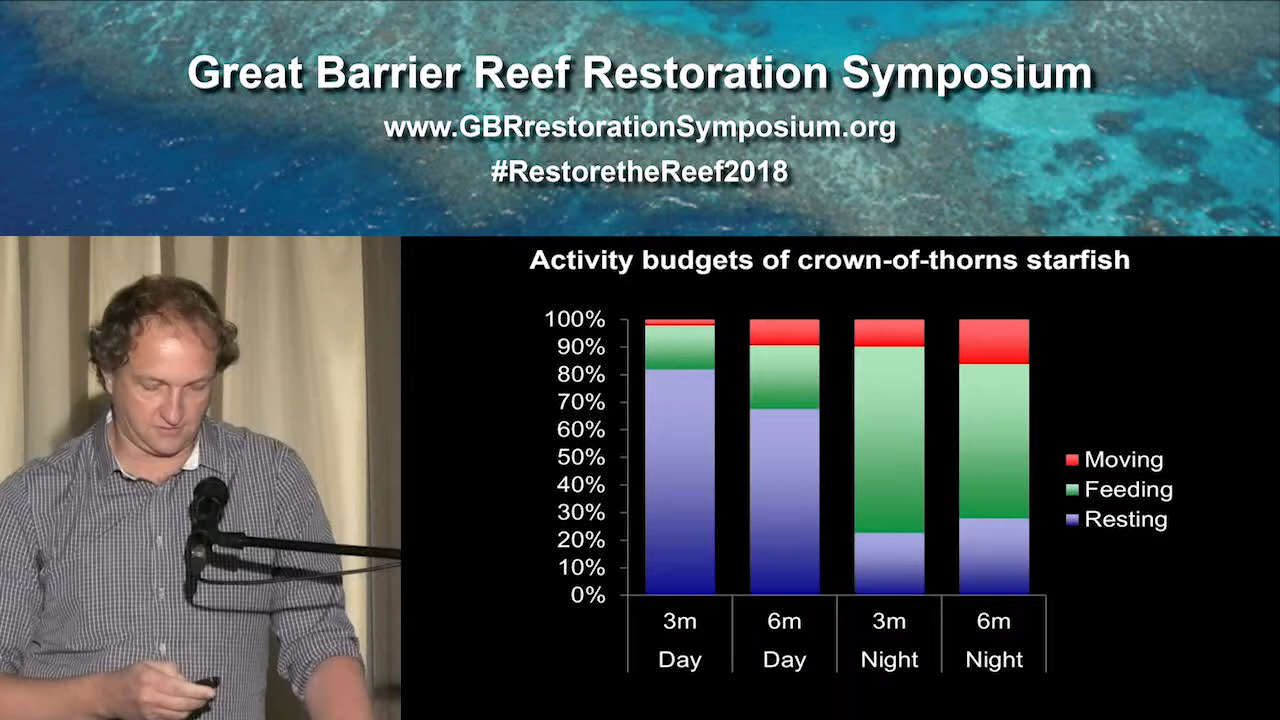 Great Barrier Reef Restoration Symposium
www.GBRrestorationSymposium.org
#RestoretheReef2018
Activity budgets of crown-of-thorns starfish
100%
90%
80%
70%
60%
50%
40%
30%
20%
10%
0%
3m
6m
3m
6m
Day
Day
Night
Night
Moving
Feeding
Resting